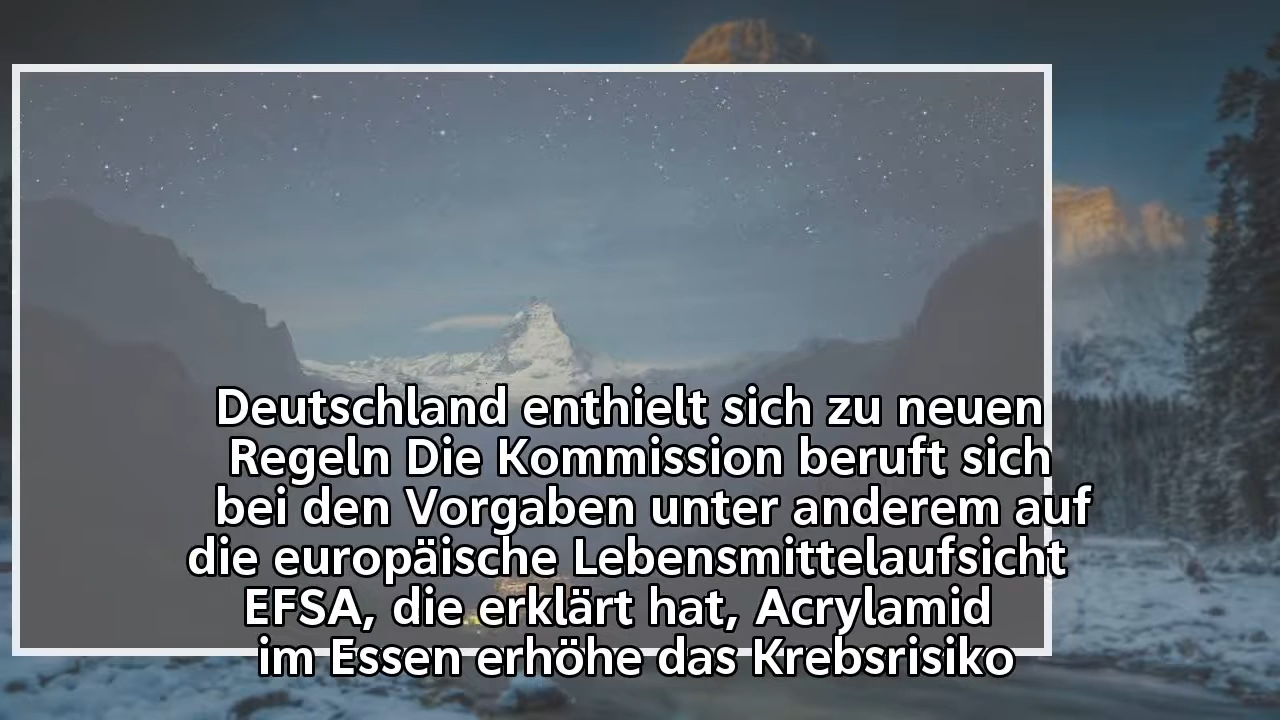 Deutschland enthielt sich zu neuen
Regeln Die Kommission beruft sich
bei den Vorgaben unter anderem auf
die europäische Lebensmittelaufsicht
EFSA, die erklärt hat, Acrylamid
im Essen erhöhe das Krebsrisiko